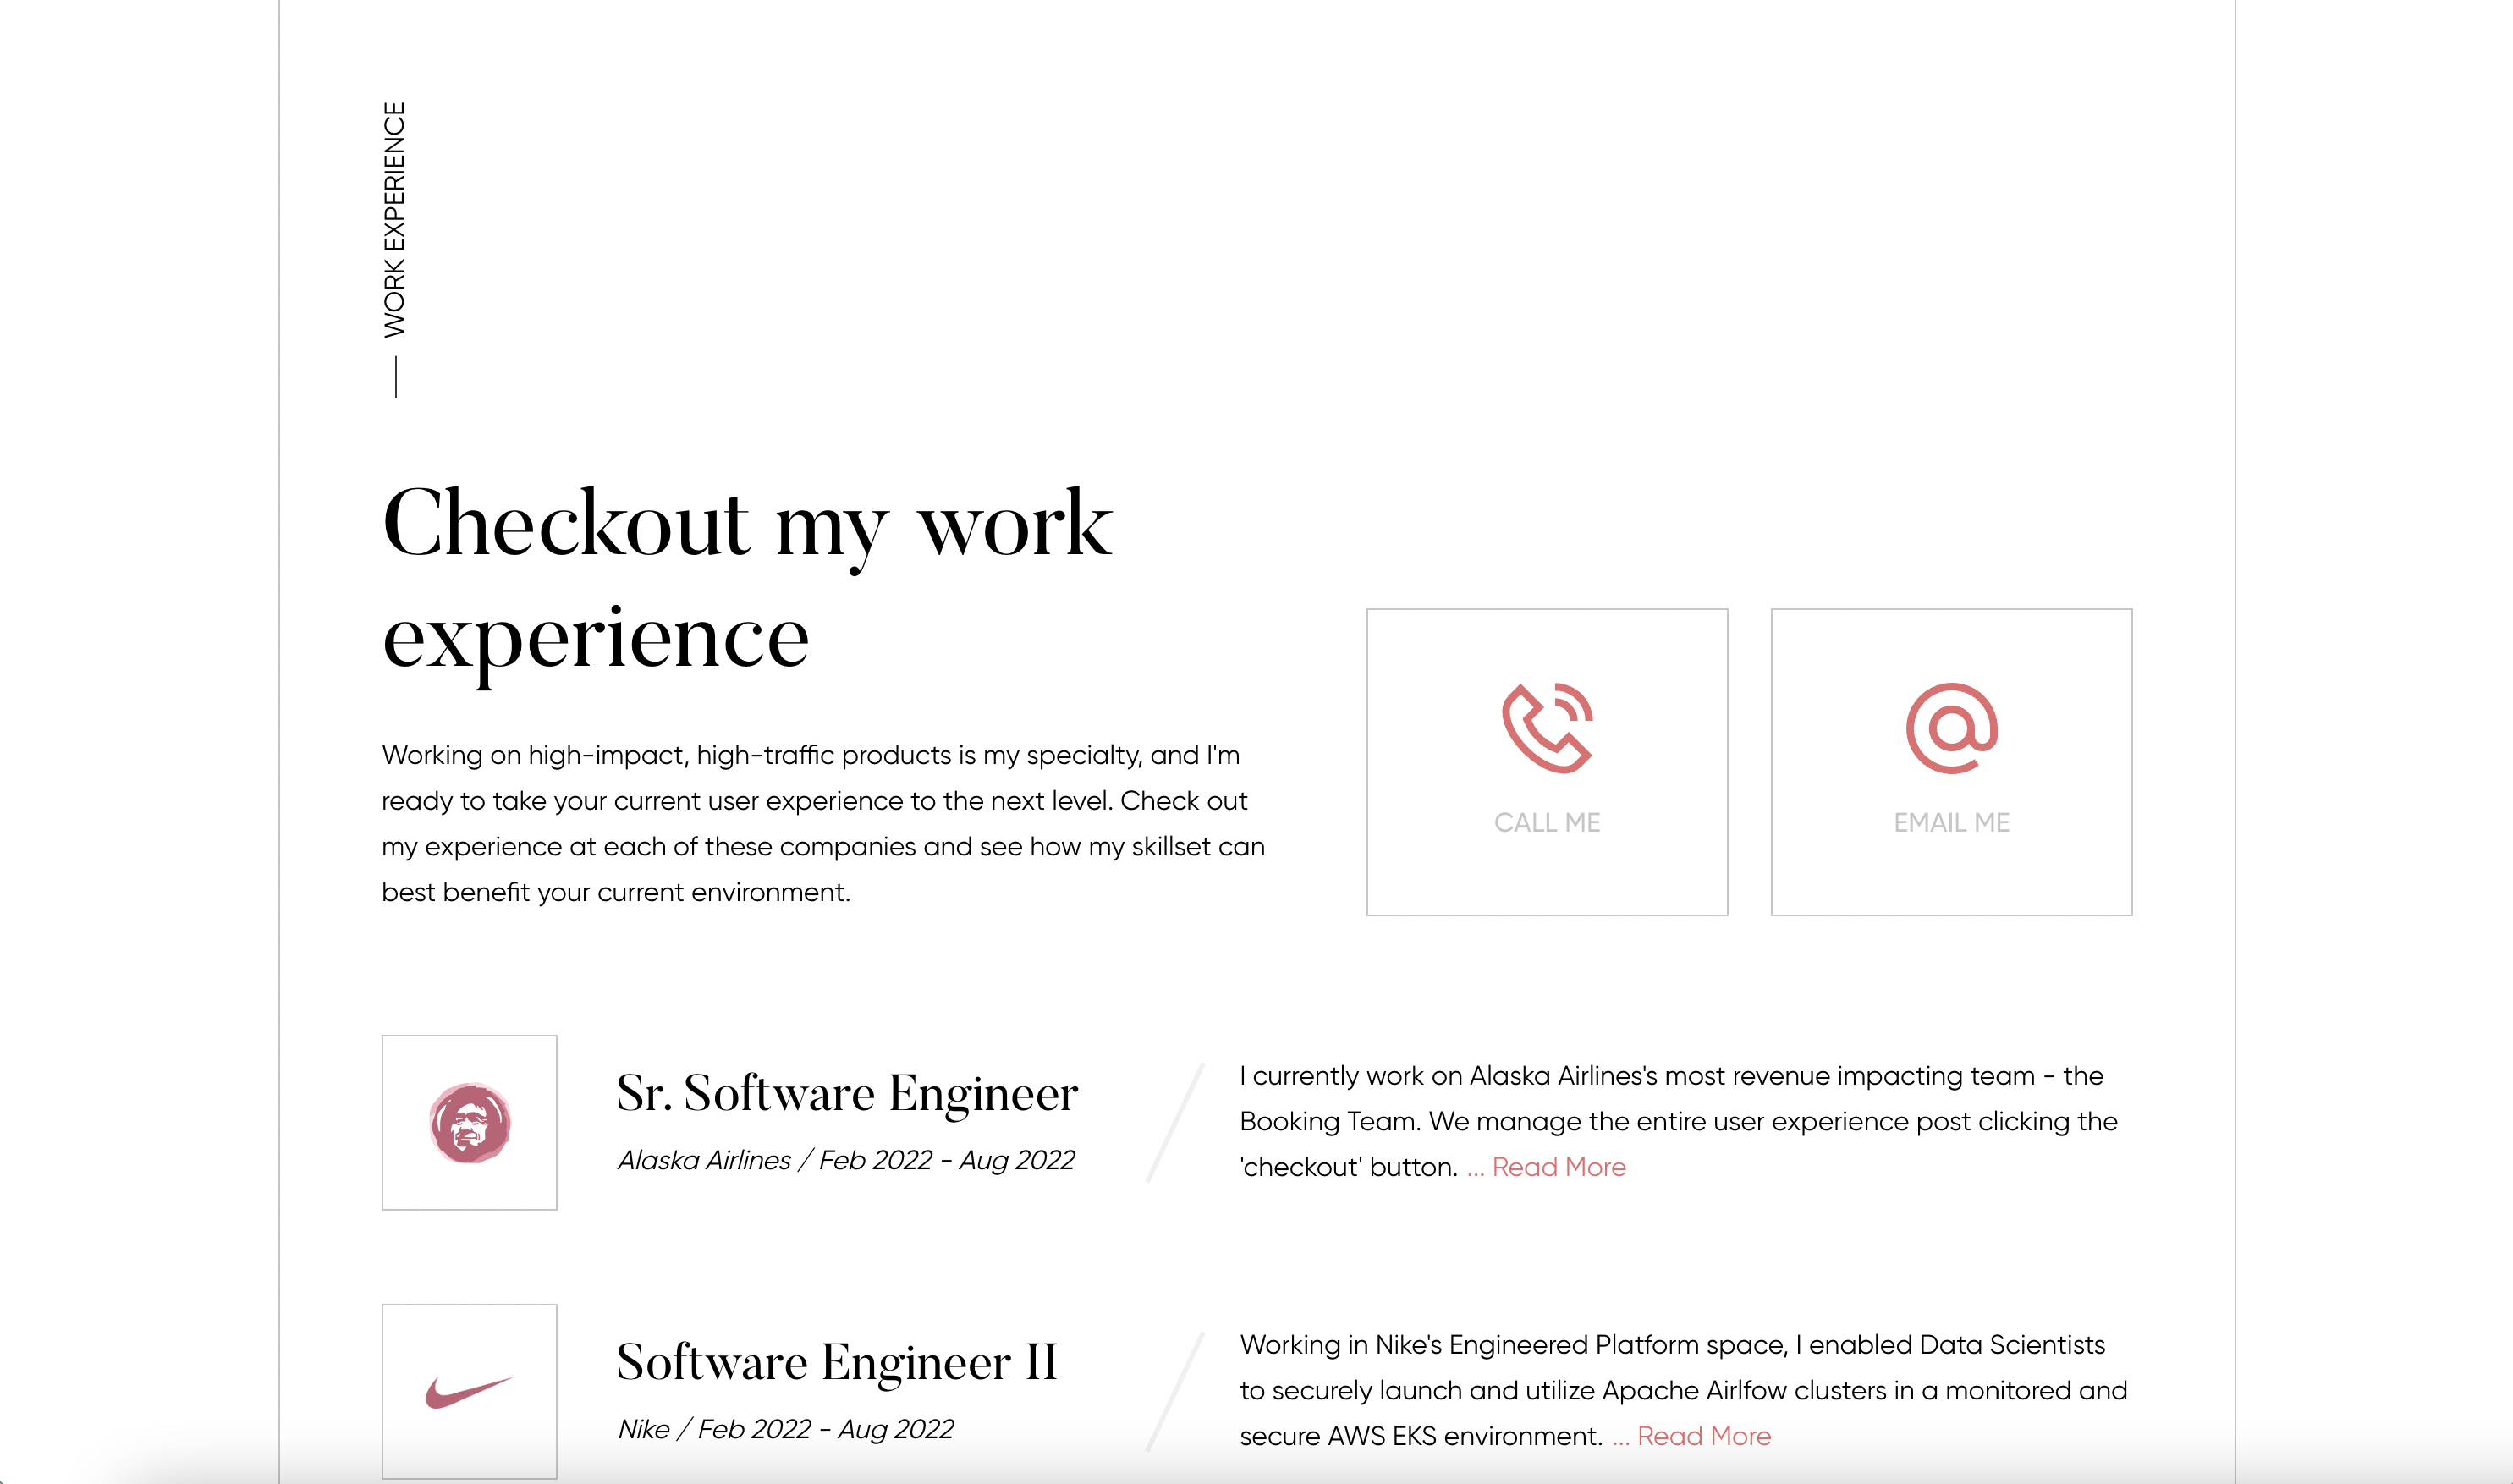 WORK EXPERIENCE
Checkout my work
experience
Working on high-impact, high-traffic products is my specialty, and I'm
ready to take your current user experience to the next level. Check out
my experience at each of these companies and see how my skillset can
best benefit your current environment.
CALL ME
EMAIL ME
Sr. Software Engineer
Alaska Airlines / Feb 2022 - Aug 2022
I currently work on Alaska Airlines's most revenue impacting team - the
Booking Team. We manage the entire user experience post clicking the
'checkout' button. ... Read More
Software Engineer II
Nike / Feb 2022 - Aug 2022
Working in Nike's Engineered Platform space, I enabled Data Scientists
to securely launch and utilize Apache Airlfow clusters in a monitored and
secure AWS EKS environment. ... Read More